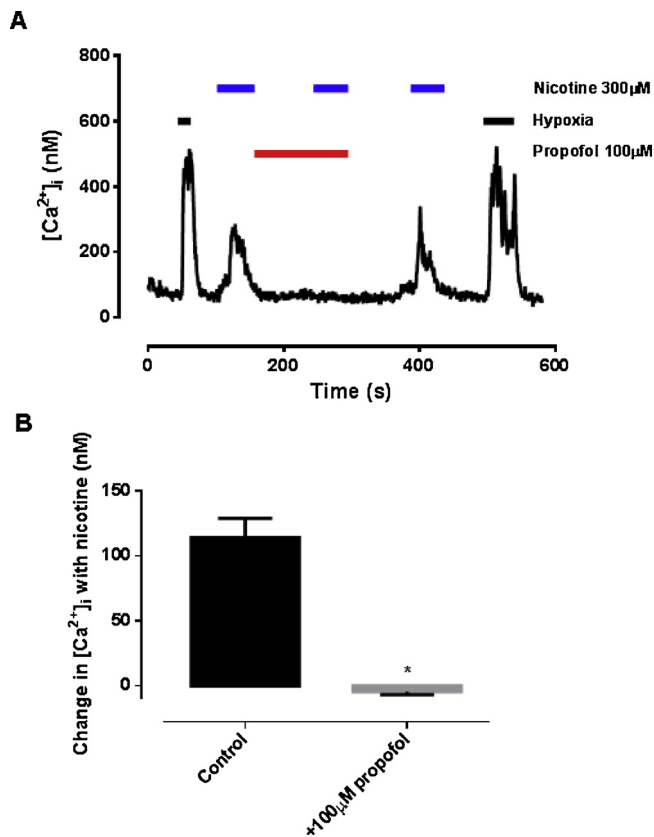 A
800
600
400
200
0
[Ca²⁺]ᵢ (nM)
Nicotine 300μM
Hypoxia
Propofol 100μM
0 200 400 600
Time (s)
B
Change in [Ca²⁺]ᵢ with nicotine (nM)
150
100
50
0
*
Control
+100μM propofol